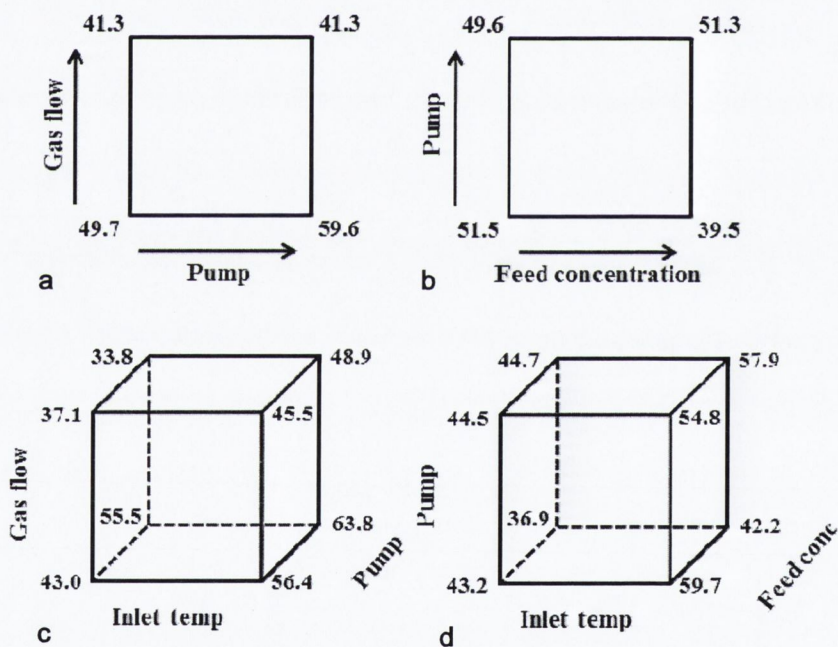 41.3 41.3
Gas flow
49.7 59.6
Pump
a
49.6 51.3
Pump
51.5 39.5
Feed concentration
b
33.8 48.9
37.1 45.5
Gas flow
55.5 63.8
43.0 56.4
Pump
Inlet temp
c
44.7 57.9
44.5 54.8
Pump
36.9 42.2
43.2 59.7
Feed conc
Inlet temp
d